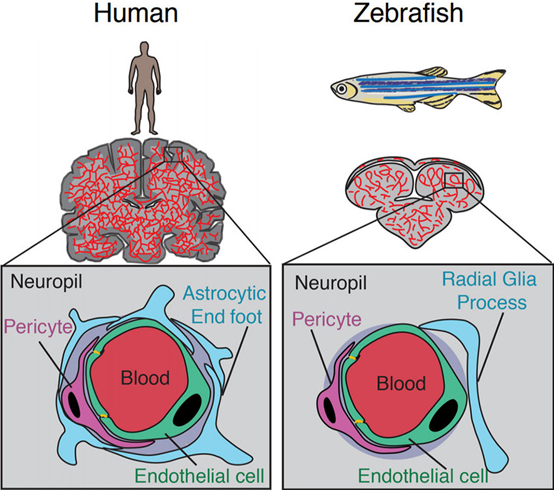 Human
Zebrafish
Neuropil
Astrocytic
End foot
Pericyte
Blood
Endothelial cell
Neuropil
Radial Glia
Process
Pericyte
Blood
Endothelial cell